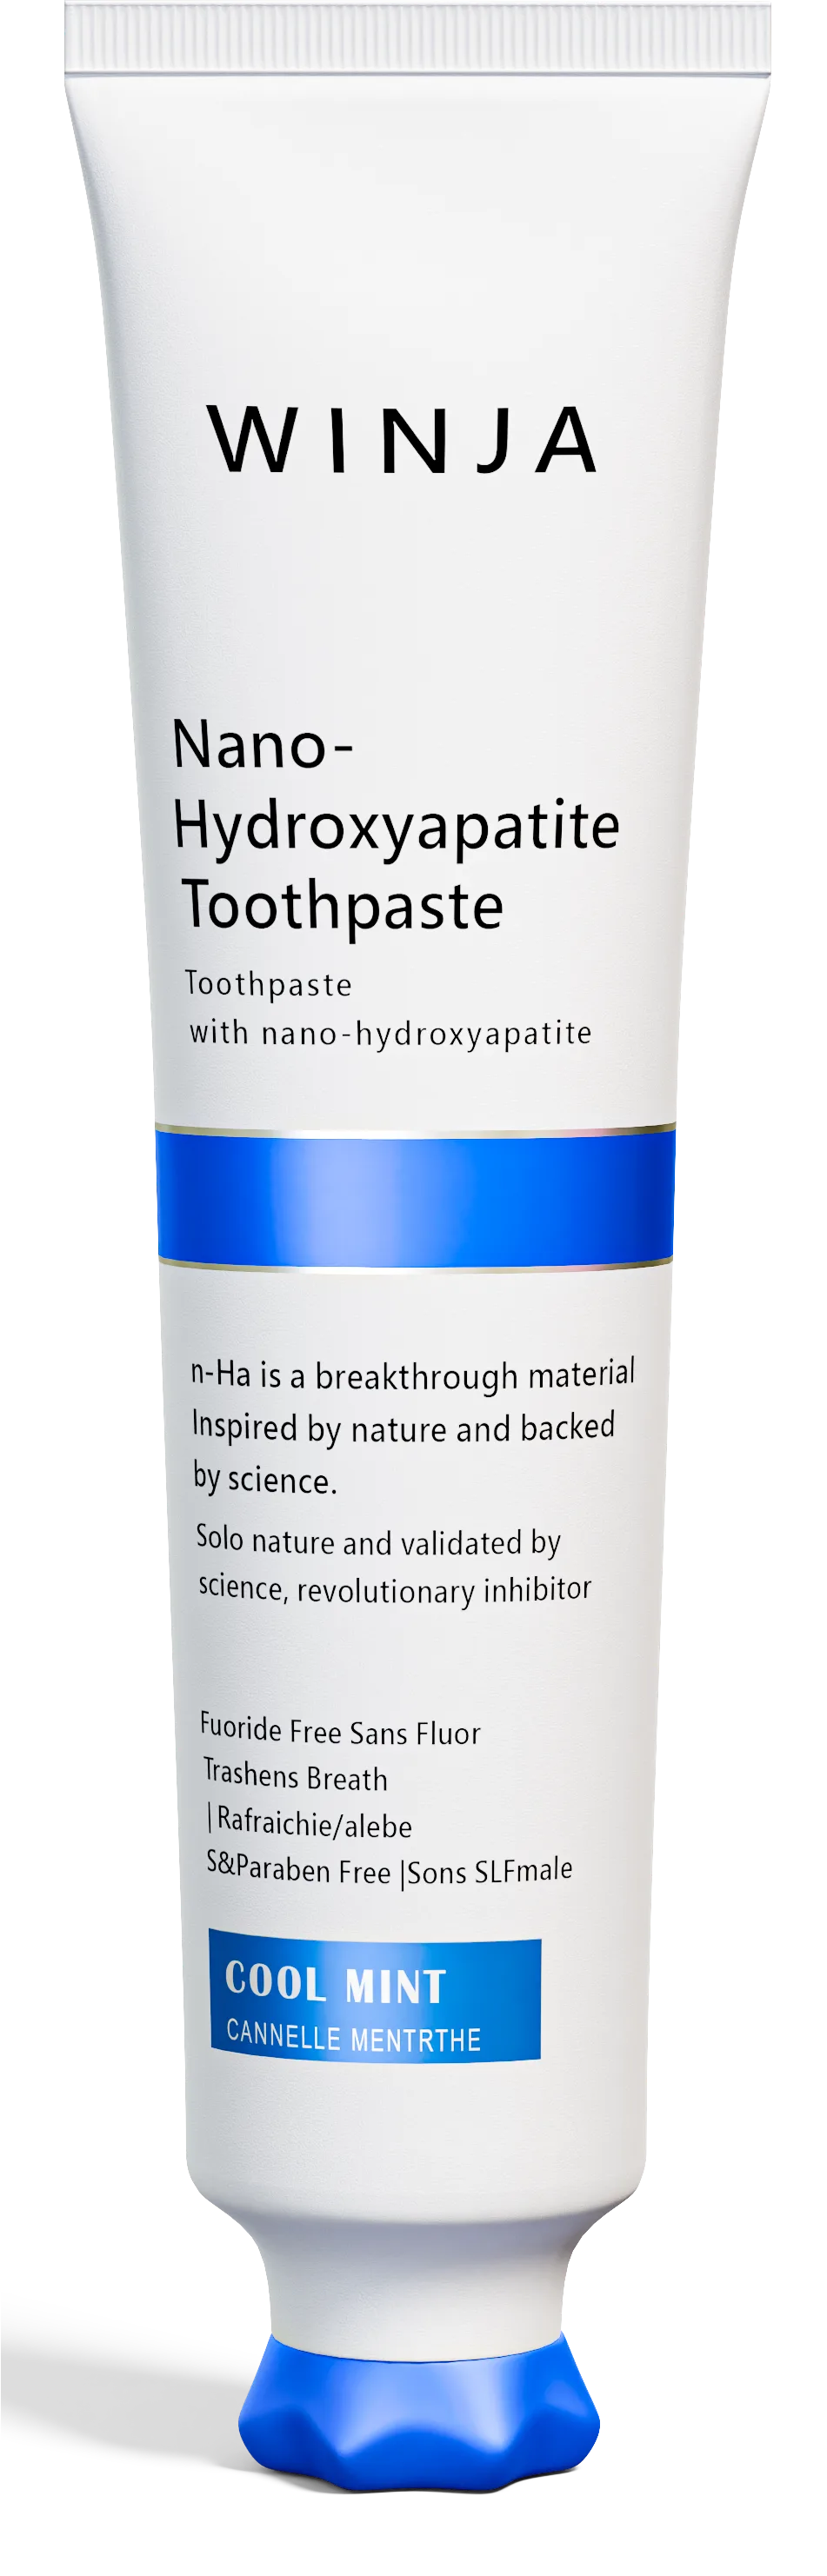 WINJA
Nano-
Hydroxyapatite
Toothpaste
Toothpaste
with nano-hydroxyapatite
n-Ha is a breakthrough material
Inspired by nature and backed
by science.
Solo nature and validated by
science, revolutionary inhibitor
Fuoride Free Sans Fluor
Trashens Breath
|Rafraichie/alebe
S&Paraben Free |Sons SLFmale
COOL MINT
CANNELLE MENTRTHE